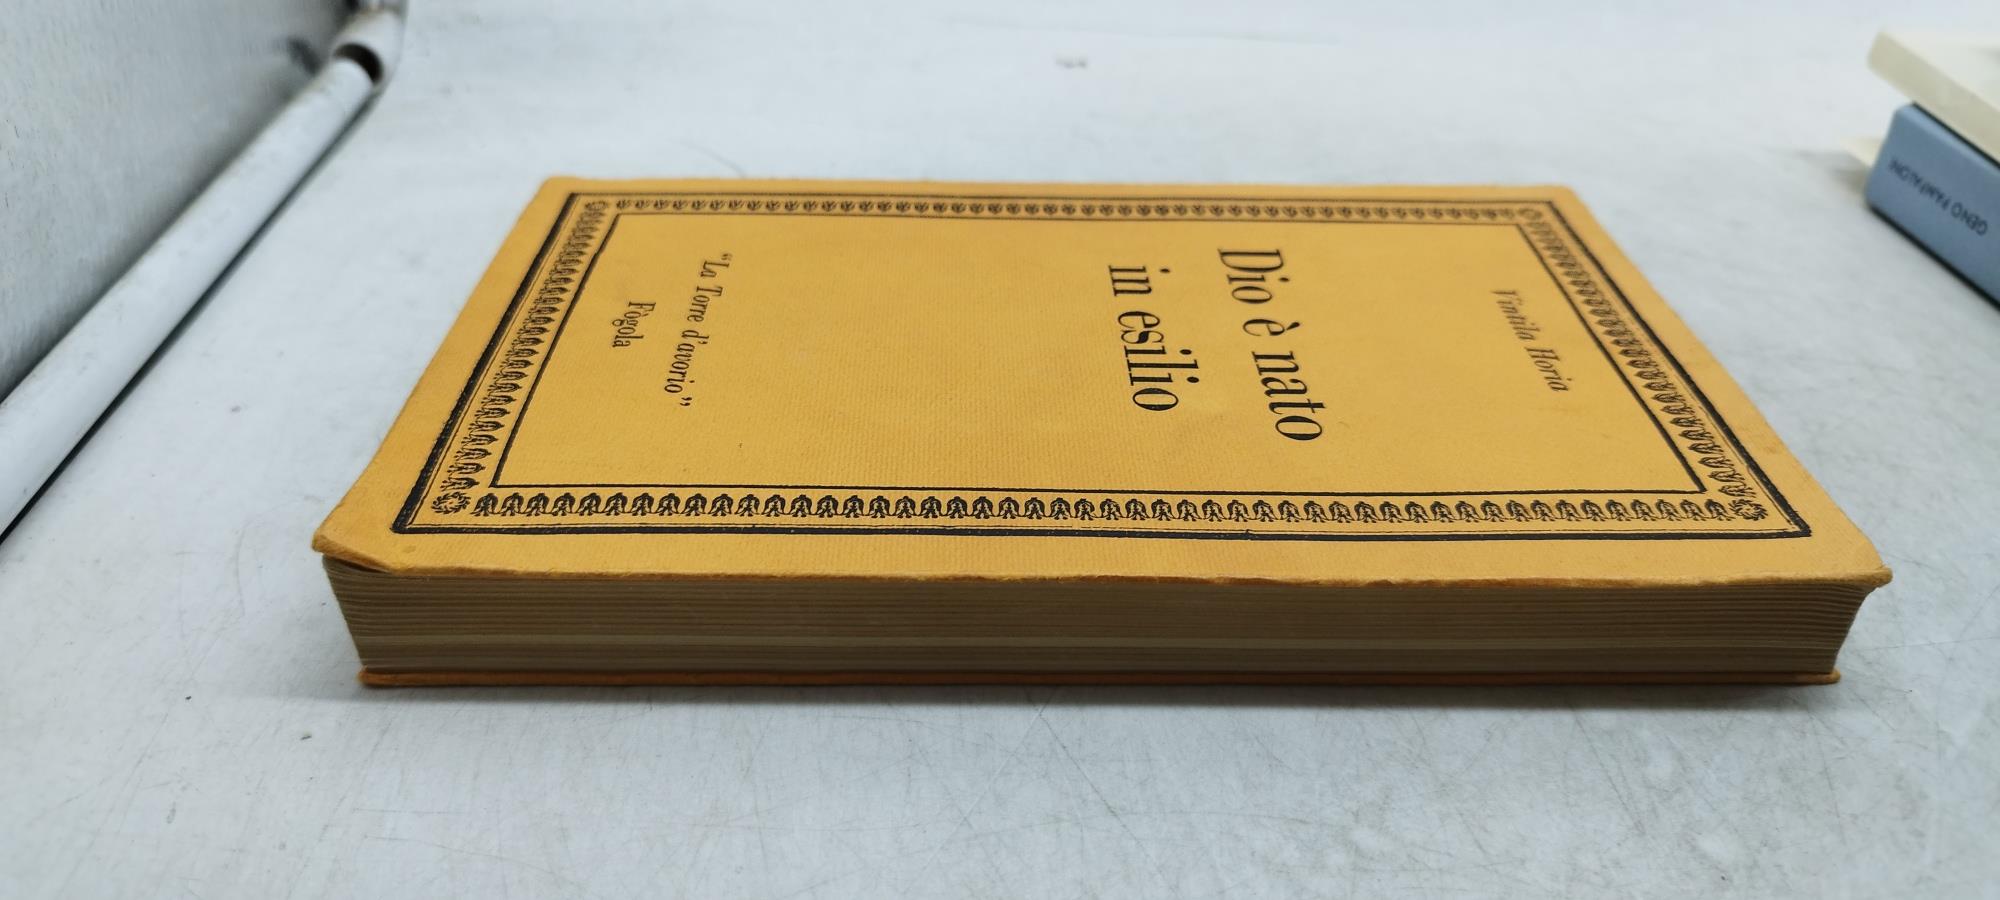 Vintila Horia
Dio è nato
in esilio
"La Torre d'avorio"
Fògola
GENO PAMPALONI